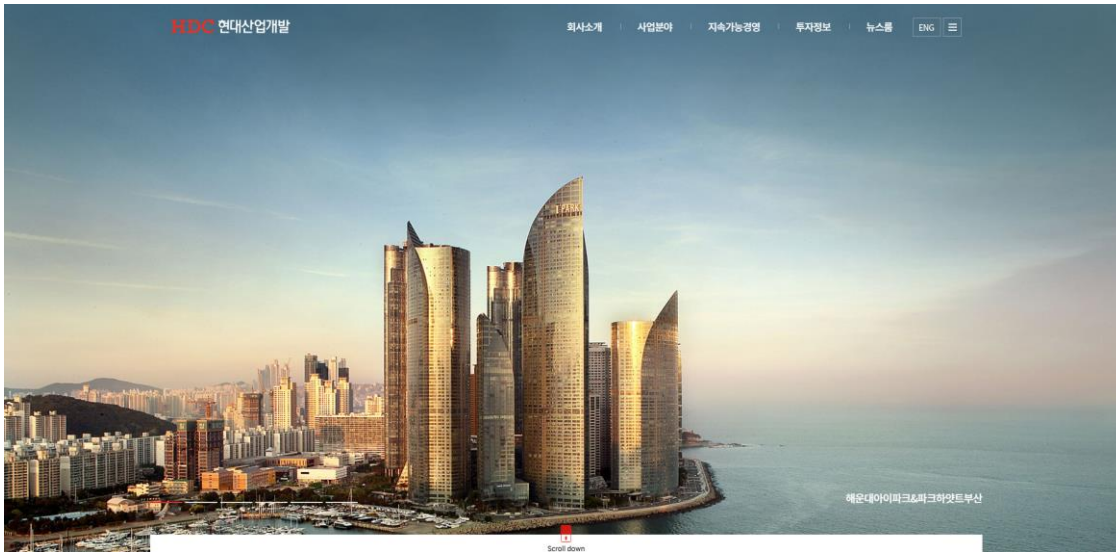 HDC 현대산업개발
회사소개 사업분야 지속가능경영 투자정보 뉴스룸 ENG
I PARK
해운대아이파크&파크하얏트부산
Scroll down